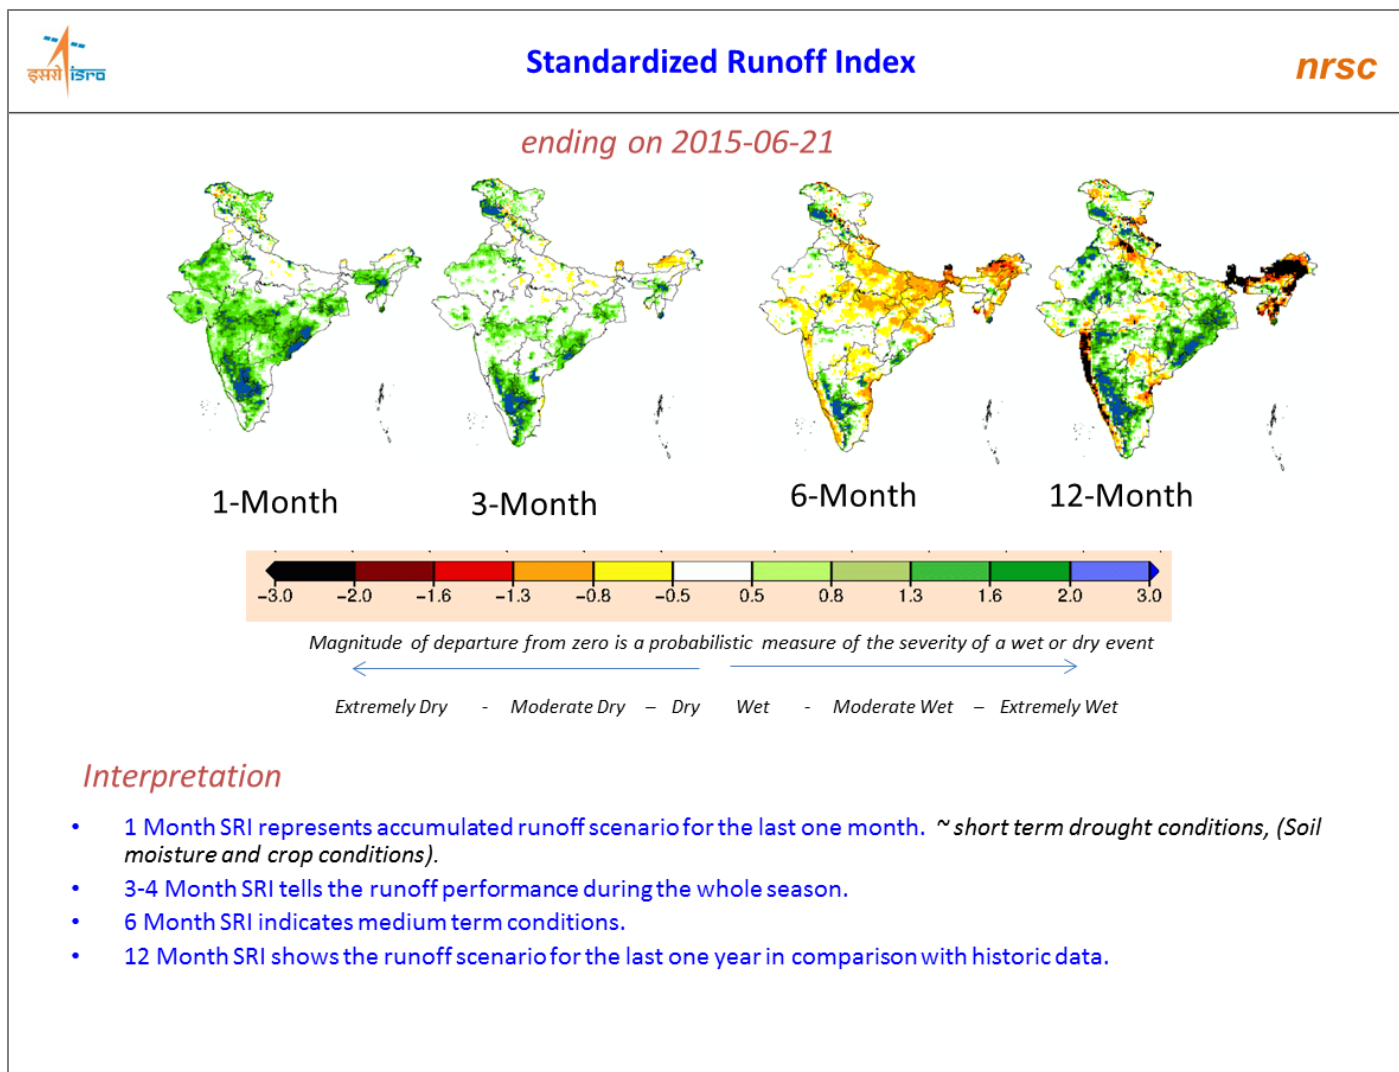 इसरो isro
Standardized Runoff Index
nrsc
ending on 2015-06-21
1-Month
3-Month
6-Month
12-Month
−3.0 −2.0 −1.6 −1.3 −0.8 −0.5 0.5 0.8 1.3 1.6 2.0 3.0
Magnitude of departure from zero is a probabilistic measure of the severity of a wet or dry event
Extremely Dry - Moderate Dry – Dry Wet - Moderate Wet – Extremely Wet
Interpretation
• 1 Month SRI represents accumulated runoff scenario for the last one month. ~ short term drought conditions, (Soil
moisture and crop conditions).
• 3-4 Month SRI tells the runoff performance during the whole season.
• 6 Month SRI indicates medium term conditions.
• 12 Month SRI shows the runoff scenario for the last one year in comparison with historic data.